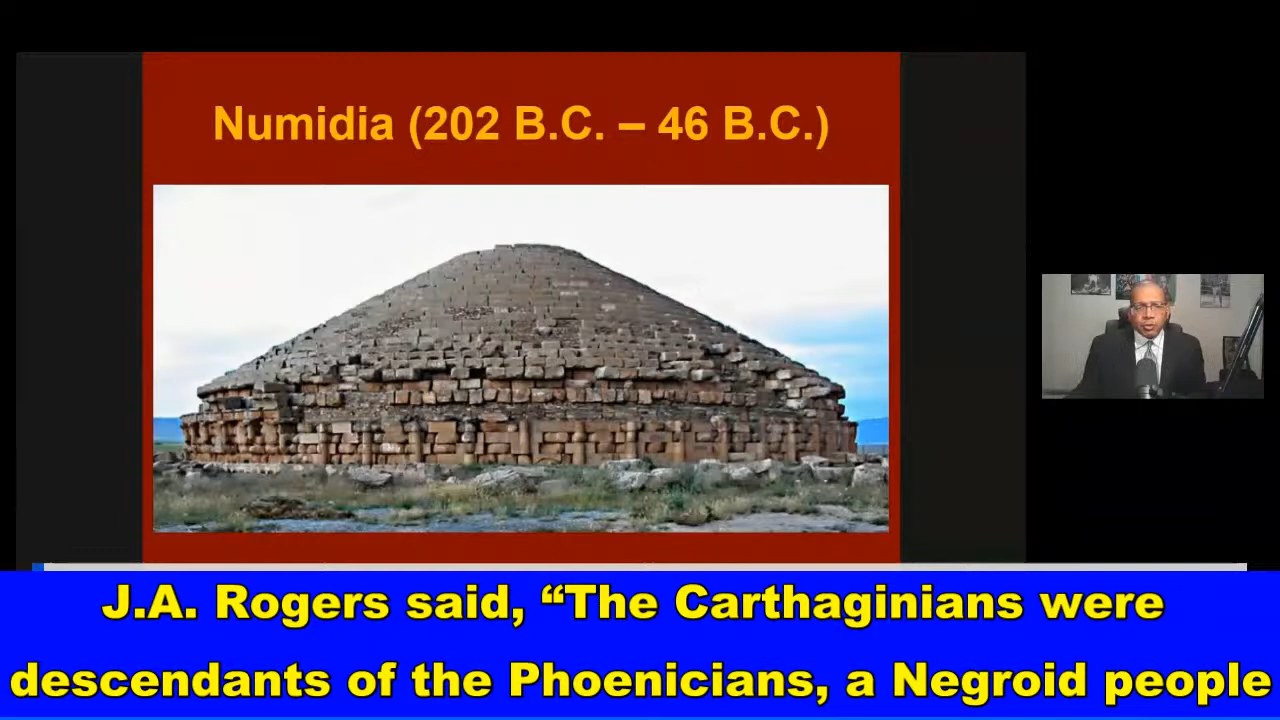 Numidia (202 B.C. – 46 B.C.)
J.A. Rogers said, “The Carthaginians were
descendants of the Phoenicians, a Negroid people